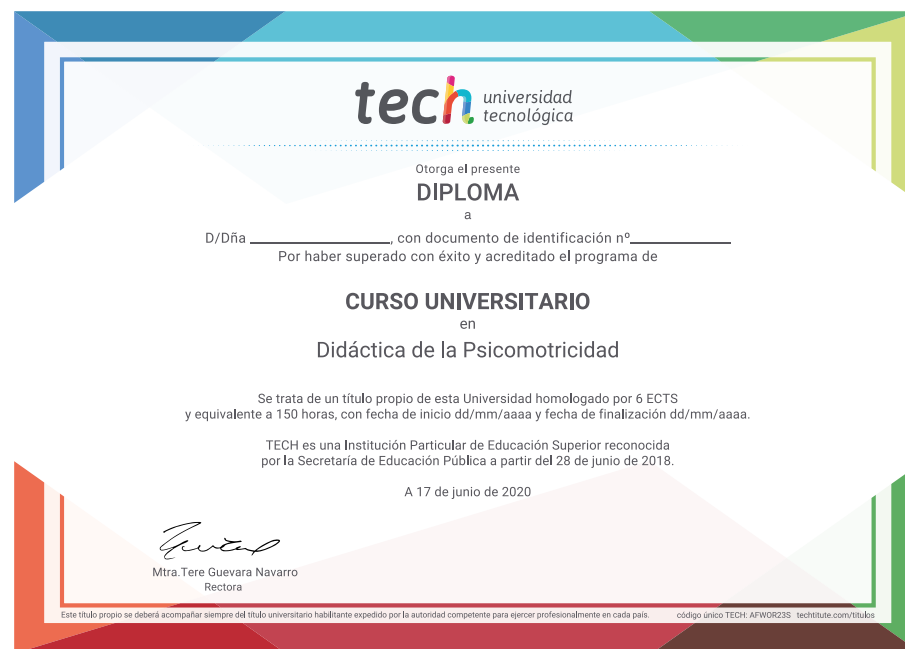 tech universidad
tecnológica
Otorga el presente
DIPLOMA
a
D/Dña ____________________, con documento de identificación nº______________
Por haber superado con éxito y acreditado el programa de
CURSO UNIVERSITARIO
en
Didáctica de la Psicomotricidad
Se trata de un título propio de esta Universidad homologado por 6 ECTS
y equivalente a 150 horas, con fecha de inicio dd/mm/aaaa y fecha de finalización dd/mm/aaaa.
TECH es una Institución Particular de Educación Superior reconocida
por la Secretaría de Educación Pública a partir del 28 de junio de 2018.
A 17 de junio de 2020
Mtra.Tere Guevara Navarro
Rectora
Este título propio se deberá acompañar siempre del título universitario habilitante expedido por la autoridad competente para ejercer profesionalmente en cada país. código único TECH: AFWOR23S techtitute.com/titulos